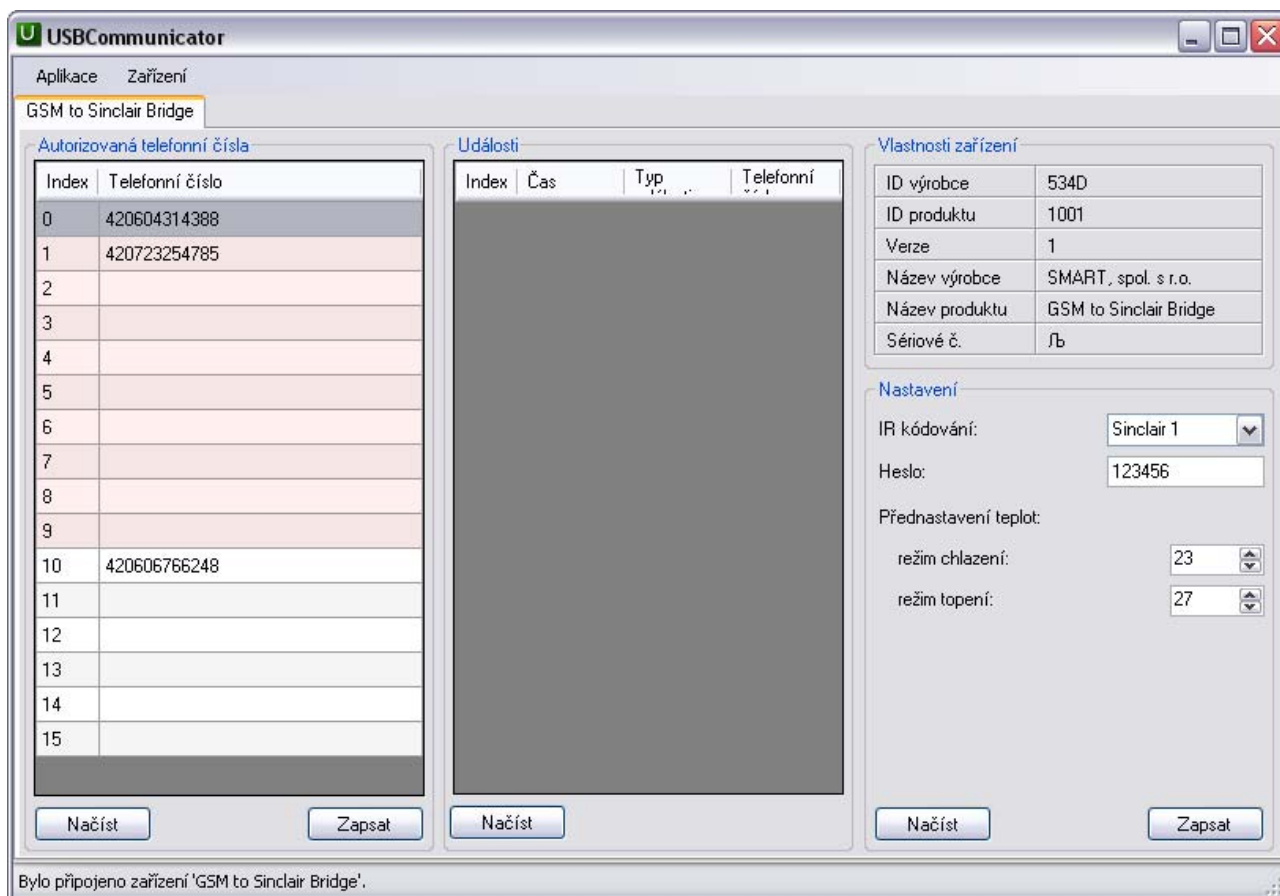 USBCommunicator
Aplikace Zařízení
GSM to Sinclair Bridge
Autorizovaná telefonní čísla
Index Telefonní číslo
0 420604314388
1 420723254785
2
3
4
5
6
7
8
9
10 420606766248
11
12
13
14
15
Načíst Zapsat
Události
Index Čas Typ Telefonní
Načíst
Vlastnosti zařízení
ID výrobce 534D
ID produktu 1001
Verze 1
Název výrobce SMART, spol. s r.o.
Název produktu GSM to Sinclair Bridge
Sériové č. Љ
Nastavení
IR kódování: Sinclair 1
Heslo: 123456
Přednastavení teplot:
režim chlazení: 23
režim topení: 27
Načíst Zapsat
Bylo připojeno zařízení 'GSM to Sinclair Bridge'.